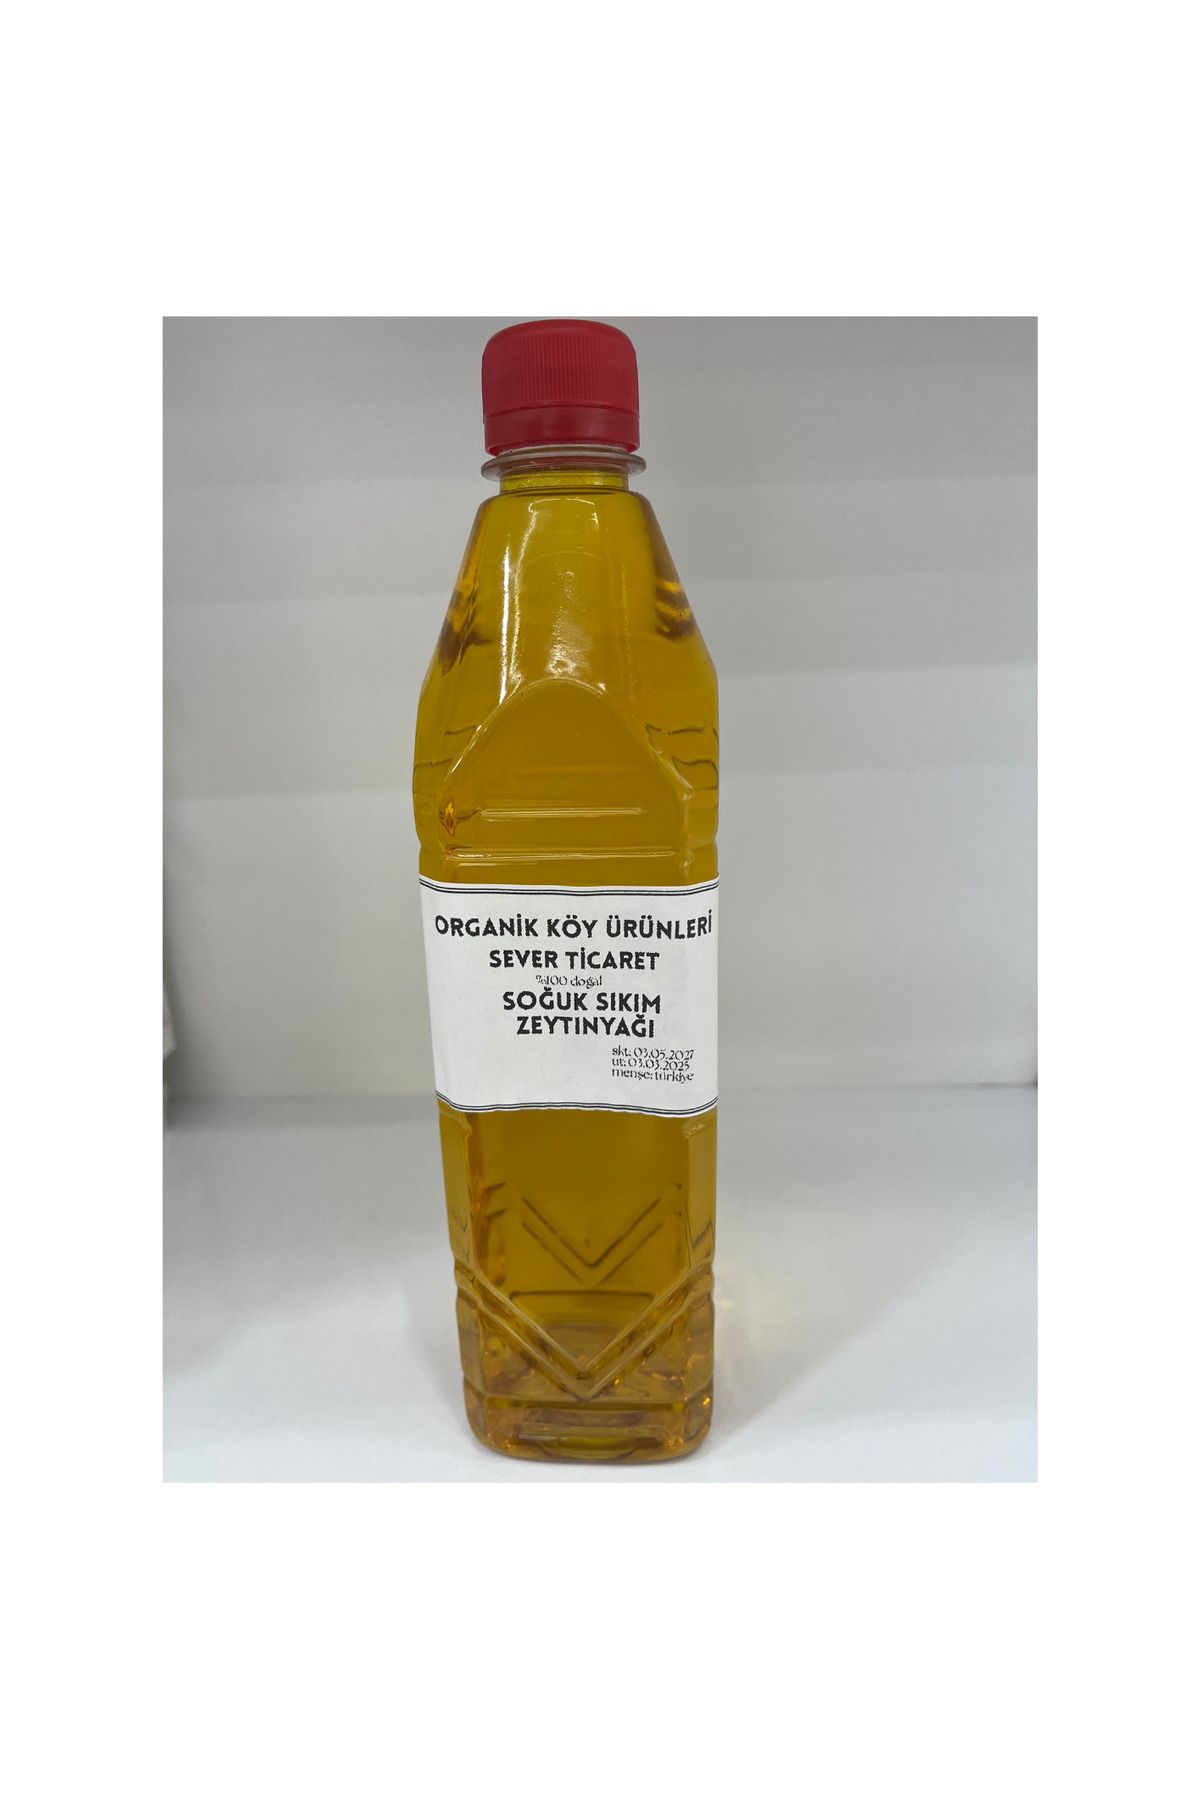 ORGANİK KÖY ÜRÜNLERİ
SEVER TİCARET
%100 doğal
SOĞUK SIKIM
ZEYTINYAĞI
skt: 03.05.2027
ut: 03.03.2025
menşe: türkiye